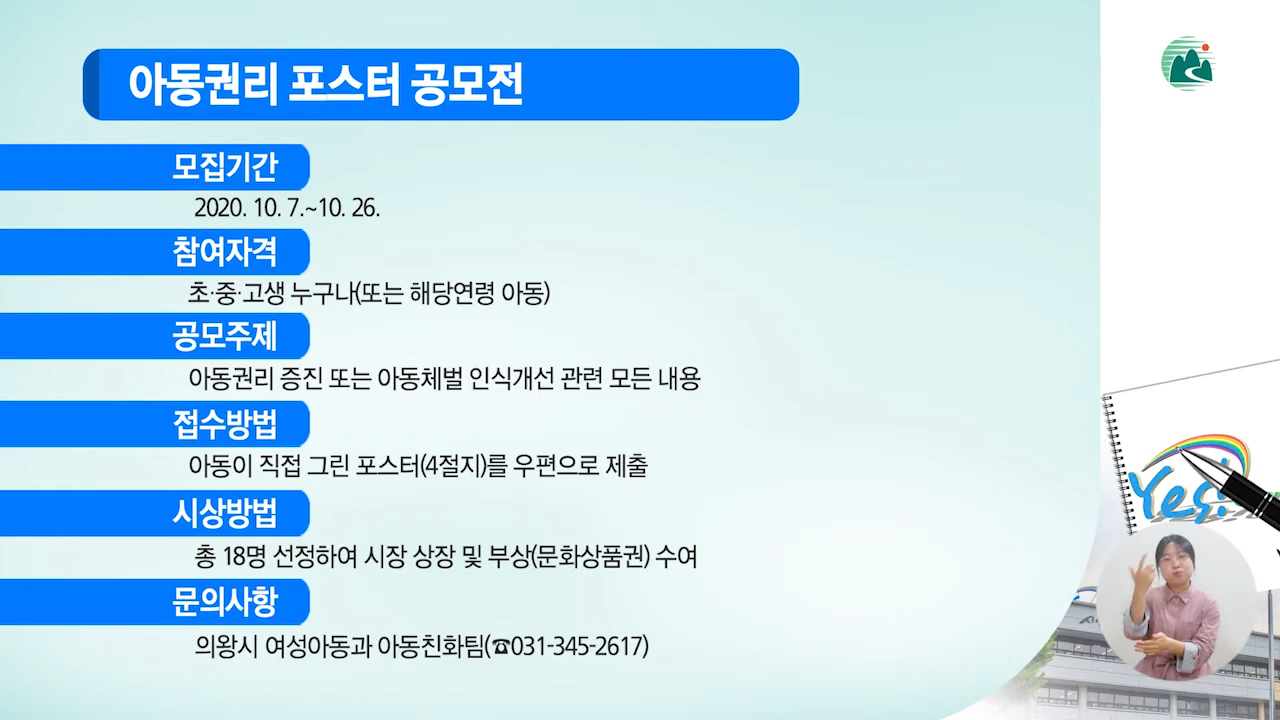 아동권리 포스터 공모전
모집기간
2020. 10. 7.~10. 26.
참여자격
초·중·고생 누구나(또는 해당연령 아동)
공모주제
아동권리 증진 또는 아동체벌 인식개선 관련 모든 내용
접수방법
아동이 직접 그린 포스터(4절지)를 우편으로 제출
시상방법
총 18명 선정하여 시장 상장 및 부상(문화상품권) 수여
문의사항
의왕시 여성아동과 아동친화팀(☎031-345-2617)
Yes!